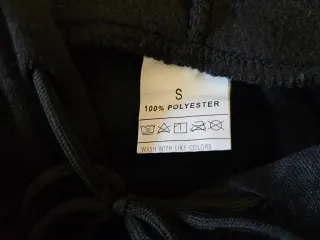 S
100% POLYESTER
WASH WITH LIKE COLORS